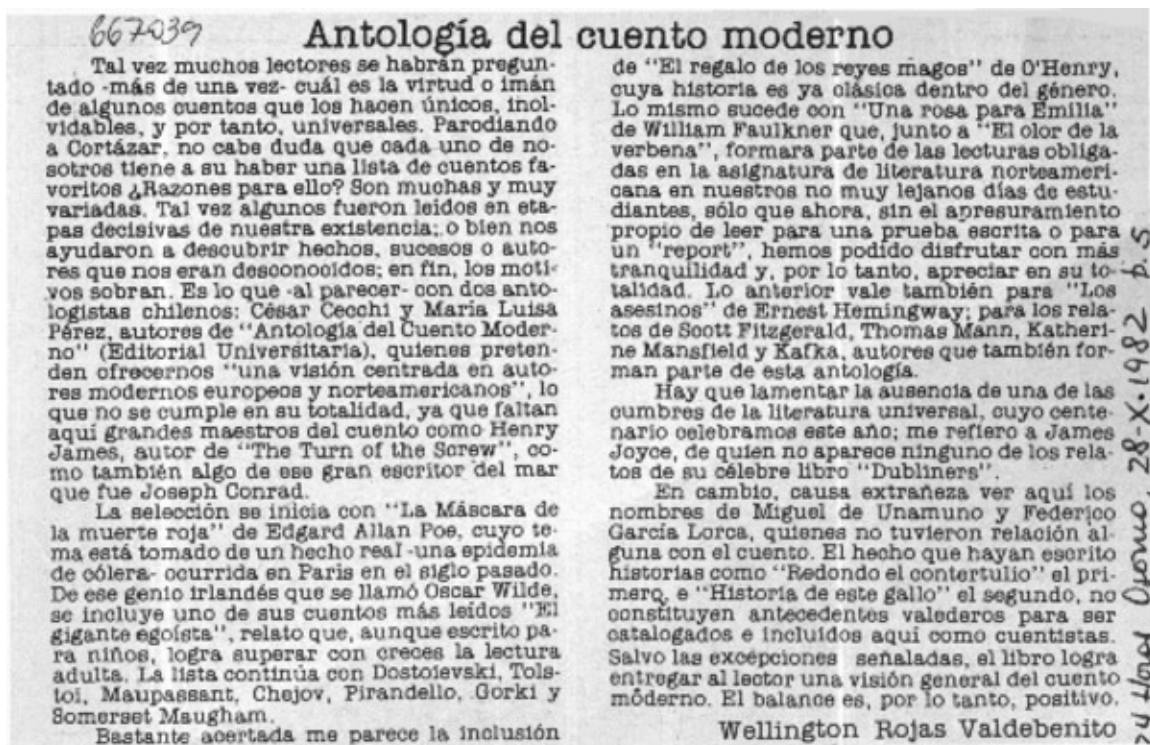 667039
Antología del cuento moderno
Tal vez muchos lectores se habrán pregun-
tado -más de una vez- cuál es la virtud o imán
de algunos cuentos que los hacen únicos, inol-
vidables, y por tanto, universales. Parodiando
a Cortázar, no cabe duda que cada uno de no-
sotros tiene a su haber una lista de cuentos fa-
voritos ¿Razones para ello? Son muchas y muy
variadas. Tal vez algunos fueron leídos en eta-
pas decisivas de nuestra existencia; o bien nos
ayudaron a descubrir hechos, sucesos o auto-
res que nos eran desconocidos; en fin, los moti-
vos sobran. Es lo que -al parecer- con dos anto-
logistas chilenos: César Cecchi y María Luisa
Pérez, autores de "Antología del Cuento Moder-
no" (Editorial Universitaria), quienes preten-
den ofrecernos "una visión centrada en auto-
res modernos europeos y norteamericanos", lo
que no se cumple en su totalidad, ya que faltan
aquí grandes maestros del cuento como Henry
James, autor de "The Turn of the Screw", co-
mo también algo de ese gran escritor del mar
que fue Joseph Conrad.
La selección se inicia con "La Máscara de
la muerte roja" de Edgard Allan Poe, cuyo te-
ma está tomado de un hecho real -una epidemia
de cólera- ocurrida en Paris en el siglo pasado.
De ese genio irlandés que se llamó Oscar Wilde,
se incluye uno de sus cuentos más leídos "El
gigante egoísta", relato que, aunque escrito pa-
ra niños, logra superar con creces la lectura
adulta. La lista continúa con Dostoievski, Tols-
toi, Maupassant, Chejov, Pirandello, Gorki y
Somerset Maugham.
Bastante acertada me parece la inclusión
de "El regalo de los reyes magos" de O'Henry,
cuya historia es ya clásica dentro del género.
Lo mismo sucede con "Una rosa para Emilia"
de William Faulkner que, junto a "El olor de la
verbena", formara parte de las lecturas obliga-
das en la asignatura de literatura norteameri-
cana en nuestros no muy lejanos días de estu-
diantes, sólo que ahora, sin el apresuramiento
propio de leer para una prueba escrita o para
un "report", hemos podido disfrutar con más
tranquilidad y, por lo tanto, apreciar en su to-
talidad. Lo anterior vale también para "Los
asesinos" de Ernest Hemingway; para los rela-
tos de Scott Fitzgerald, Thomas Mann, Katheri-
ne Mansfield y Kafka, autores que también for-
man parte de esta antología.
Hay que lamentar la ausencia de una de las
cumbres de la literatura universal, cuyo cente-
nario celebramos este año; me refiero a James
Joyce, de quien no aparece ninguno de los rela-
tos de su célebre libro "Dubliners".
En cambio, causa extrañeza ver aquí los
nombres de Miguel de Unamuno y Federico
García Lorca, quienes no tuvieron relación al-
guna con el cuento. El hecho que hayan escrito
historias como "Redondo el contertulio" el pri-
mero, e "Historia de este gallo" el segundo, no
constituyen antecedentes valederos para ser
catalogados e incluídos aquí como cuentistas.
Salvo las excepciones señaladas, el libro logra
entregar al lector una visión general del cuento
móderno. El balance es, por lo tanto, positivo.
Wellington Rojas Valdebenito
24 Horas Osorno, 28-X-1982 p. 5